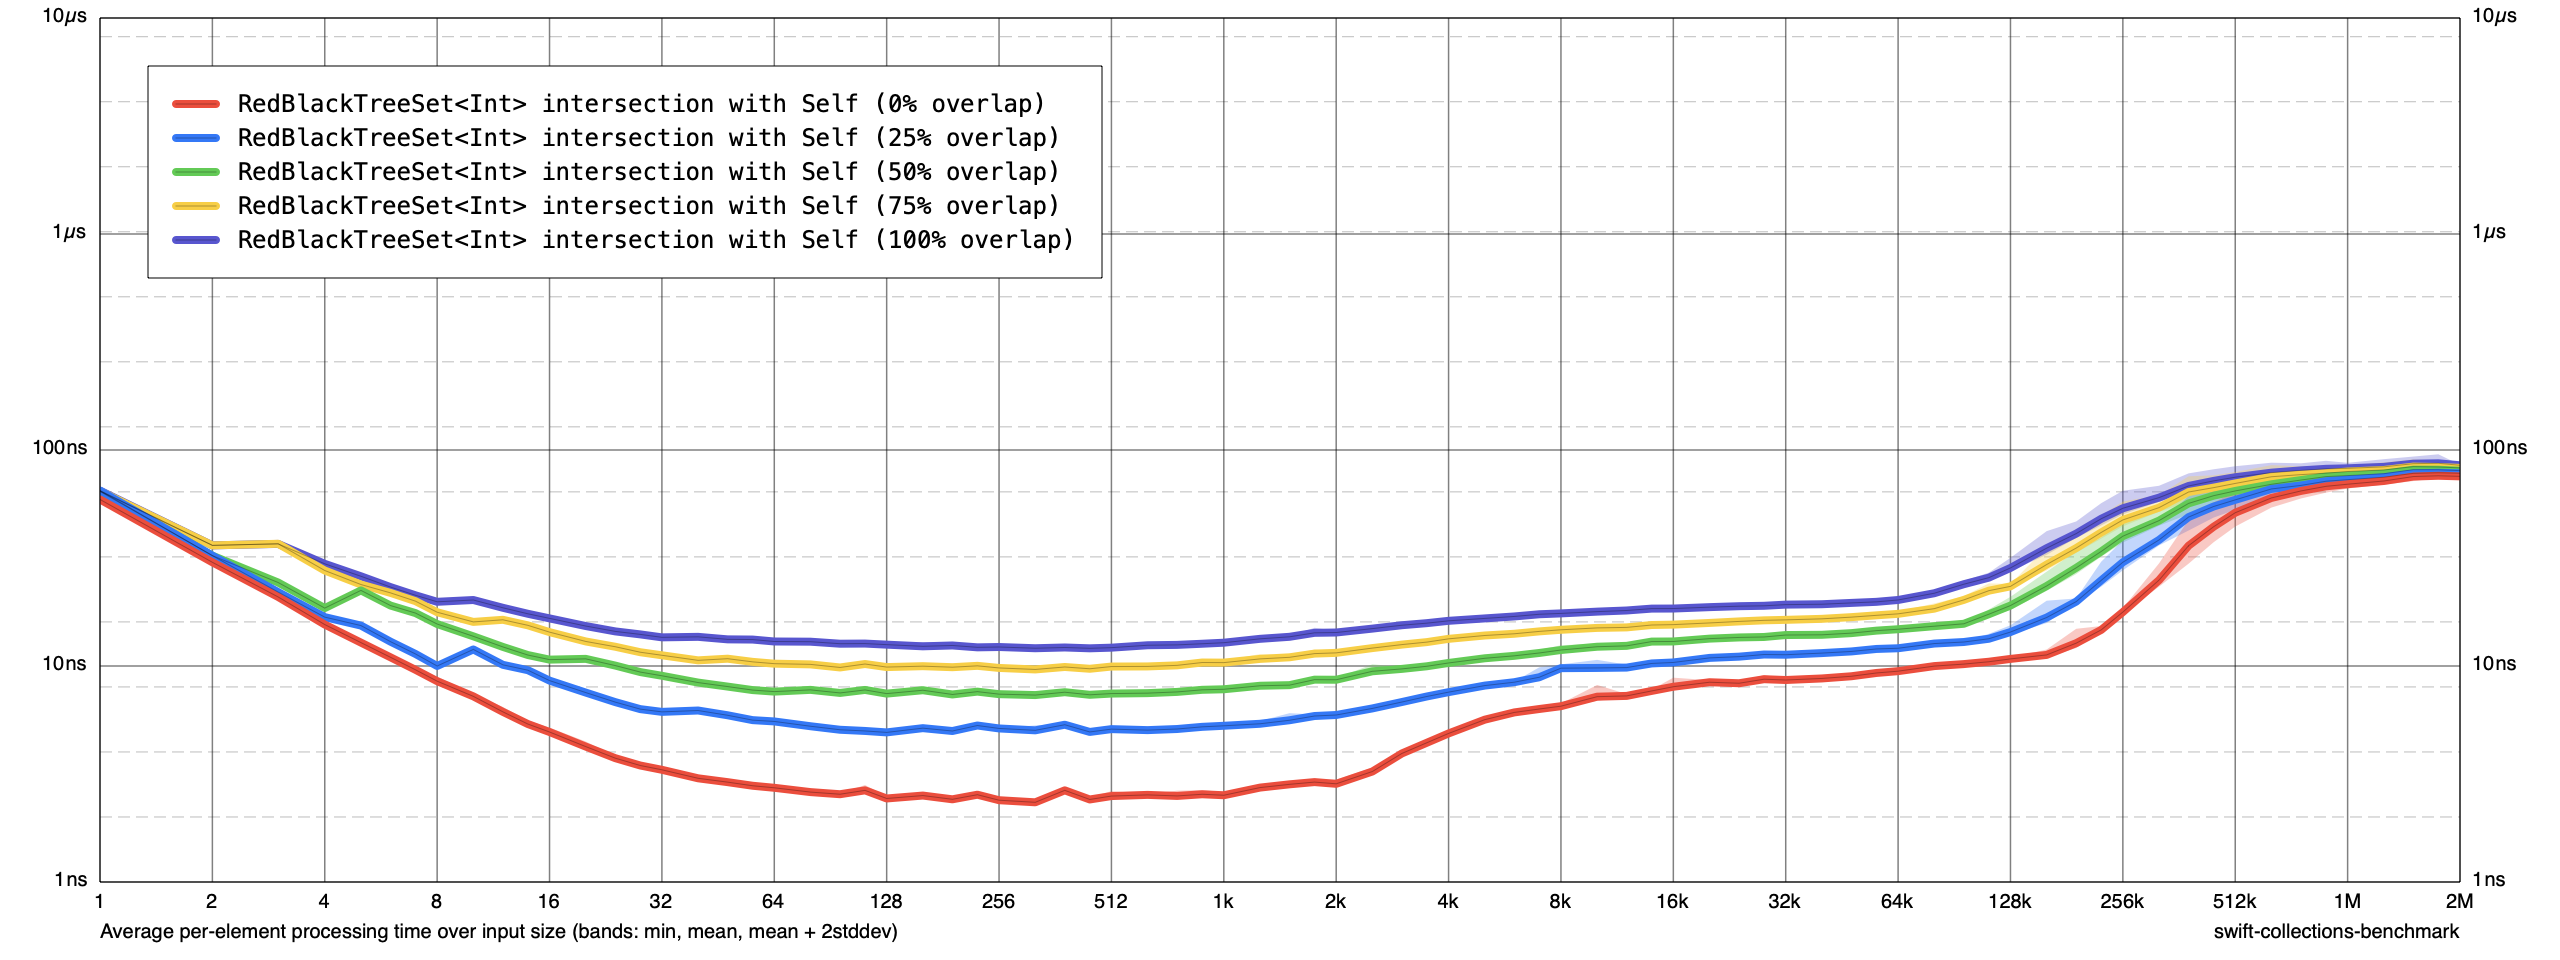 10µs 10µs
RedBlackTreeSet<Int> intersection with Self (0% overlap)
RedBlackTreeSet<Int> intersection with Self (25% overlap)
RedBlackTreeSet<Int> intersection with Self (50% overlap)
RedBlackTreeSet<Int> intersection with Self (75% overlap)
RedBlackTreeSet<Int> intersection with Self (100% overlap)
1µs 1µs
100ns 100ns
10ns 10ns
1ns 1ns
1 2 4 8 16 32 64 128 256 512 1k 2k 4k 8k 16k 32k 64k 128k 256k 512k 1M 2M
Average per-element processing time over input size (bands: min, mean, mean + 2stddev) swift-collections-benchmark